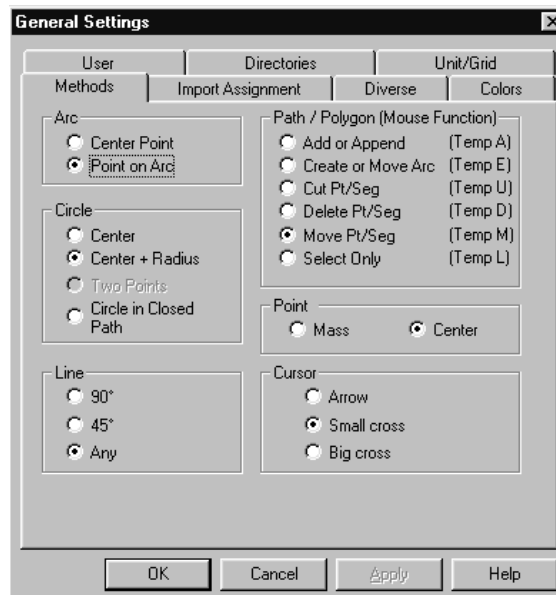 General Settings
User Directories Unit/Grid
Methods Import Assignment Diverse Colors
Arc
Center Point
Point on Arc
Circle
Center
Center + Radius
Two Points
Circle in Closed
Path
Line
90°
45°
Any
Path / Polygon (Mouse Function)
Add or Append (Temp A)
Create or Move Arc (Temp E)
Cut Pt/Seg (Temp U)
Delete Pt/Seg (Temp D)
Move Pt/Seg (Temp M)
Select Only (Temp L)
Point
Mass Center
Cursor
Arrow
Small cross
Big cross
OK Cancel Apply Help